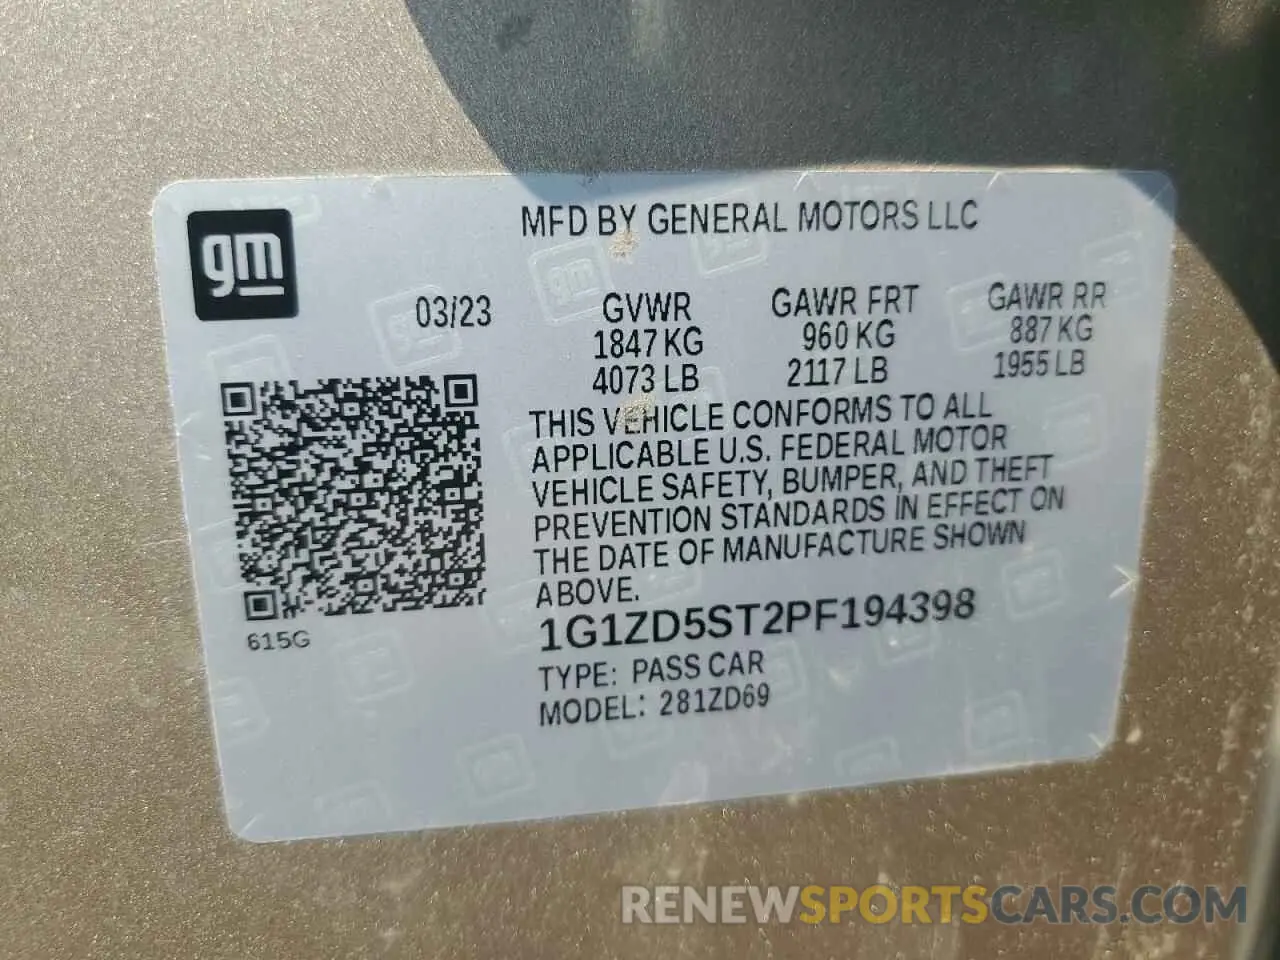 MFD BY GENERAL MOTORS LLC
gm
03/23
GVWR GAWR FRT GAWR RR
1847 KG 960 KG 887 KG
4073 LB 2117 LB 1955 LB
THIS VEHICLE CONFORMS TO ALL
APPLICABLE U.S. FEDERAL MOTOR
VEHICLE SAFETY, BUMPER, AND THEFT
PREVENTION STANDARDS IN EFFECT ON
THE DATE OF MANUFACTURE SHOWN
ABOVE.
1G1ZD5ST2PF194398
615G
TYPE: PASS CAR
MODEL: 281ZD69
RENEWSPORTSCARS.COM